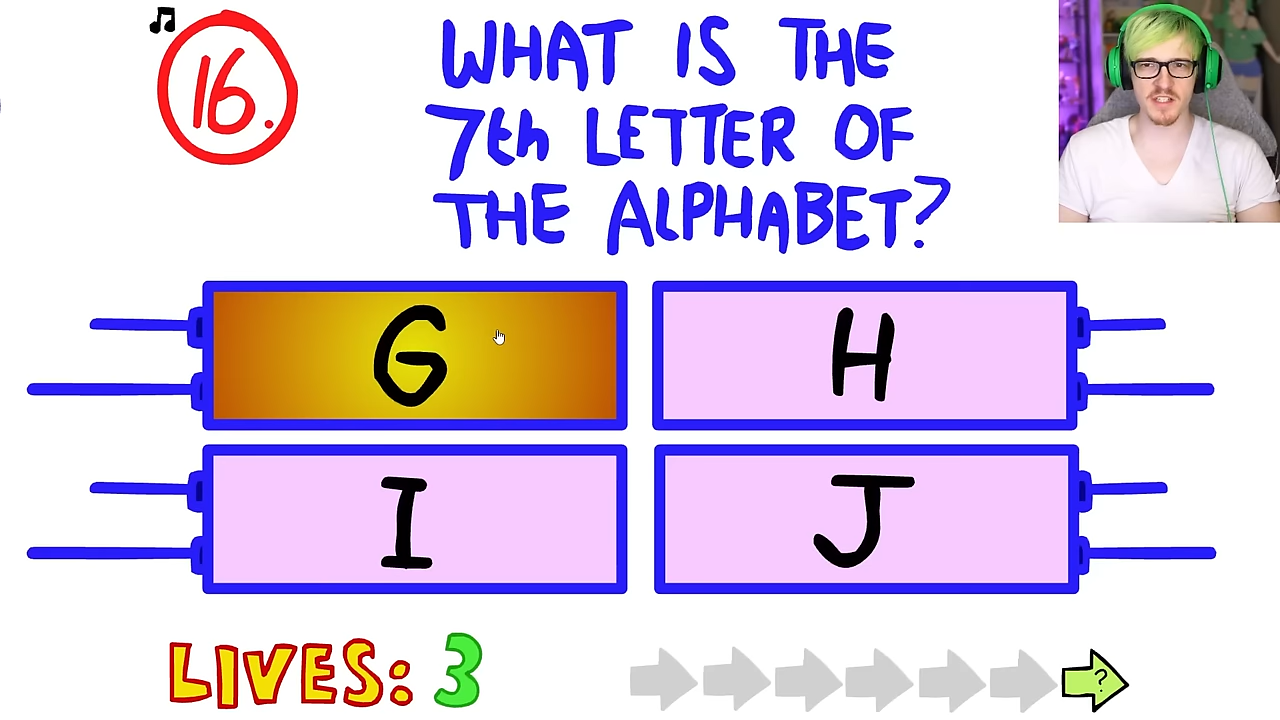 16.
WHAT IS THE
7th LETTER OF
THE ALPHABET?
G
H
I
J
LIVES: 3
?